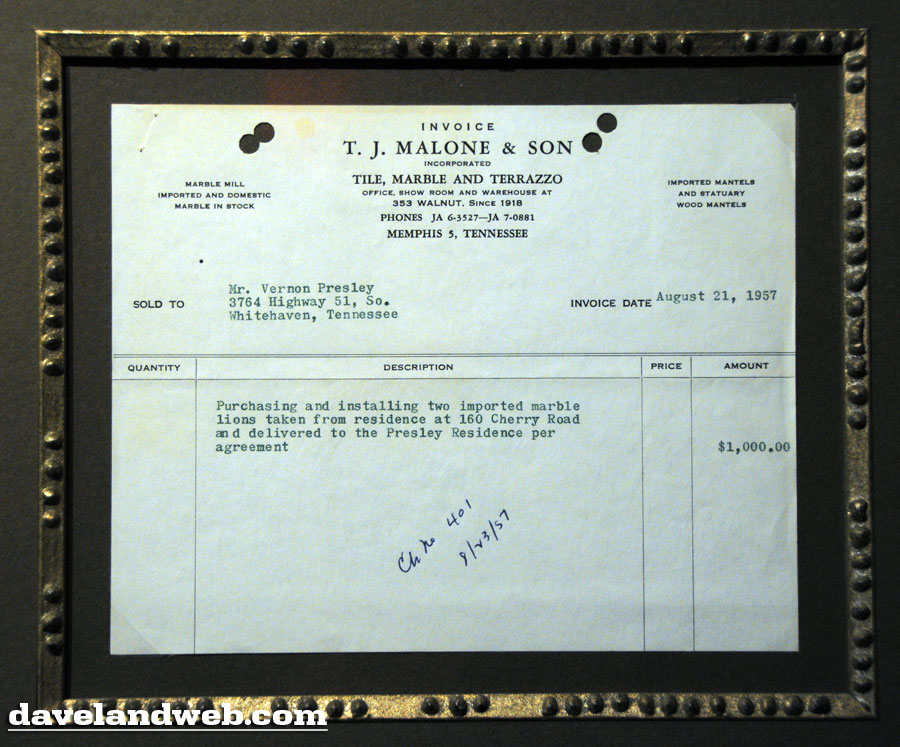 INVOICE
T. J. MALONE & SON
INCORPORATED
TILE, MARBLE AND TERRAZZO
OFFICE, SHOW ROOM AND WAREHOUSE AT
353 WALNUT, SINCE 1918
PHONES JA 6-3527—JA 7-0881
MEMPHIS 5, TENNESSEE
MARBLE MILL
IMPORTED AND DOMESTIC
MARBLE IN STOCK
IMPORTED MANTELS
AND STATUARY
WOOD MANTELS
SOLD TO
Mr. Vernon Presley
3764 Highway 51, So.
Whitehaven, Tennessee
INVOICE DATE August 21, 1957
QUANTITY DESCRIPTION PRICE AMOUNT
Purchasing and installing two imported marble
lions taken from residence at 160 Cherry Road
and delivered to the Presley Residence per
agreement $1,000.00
Ck No 401
8/23/57
davelandweb.com